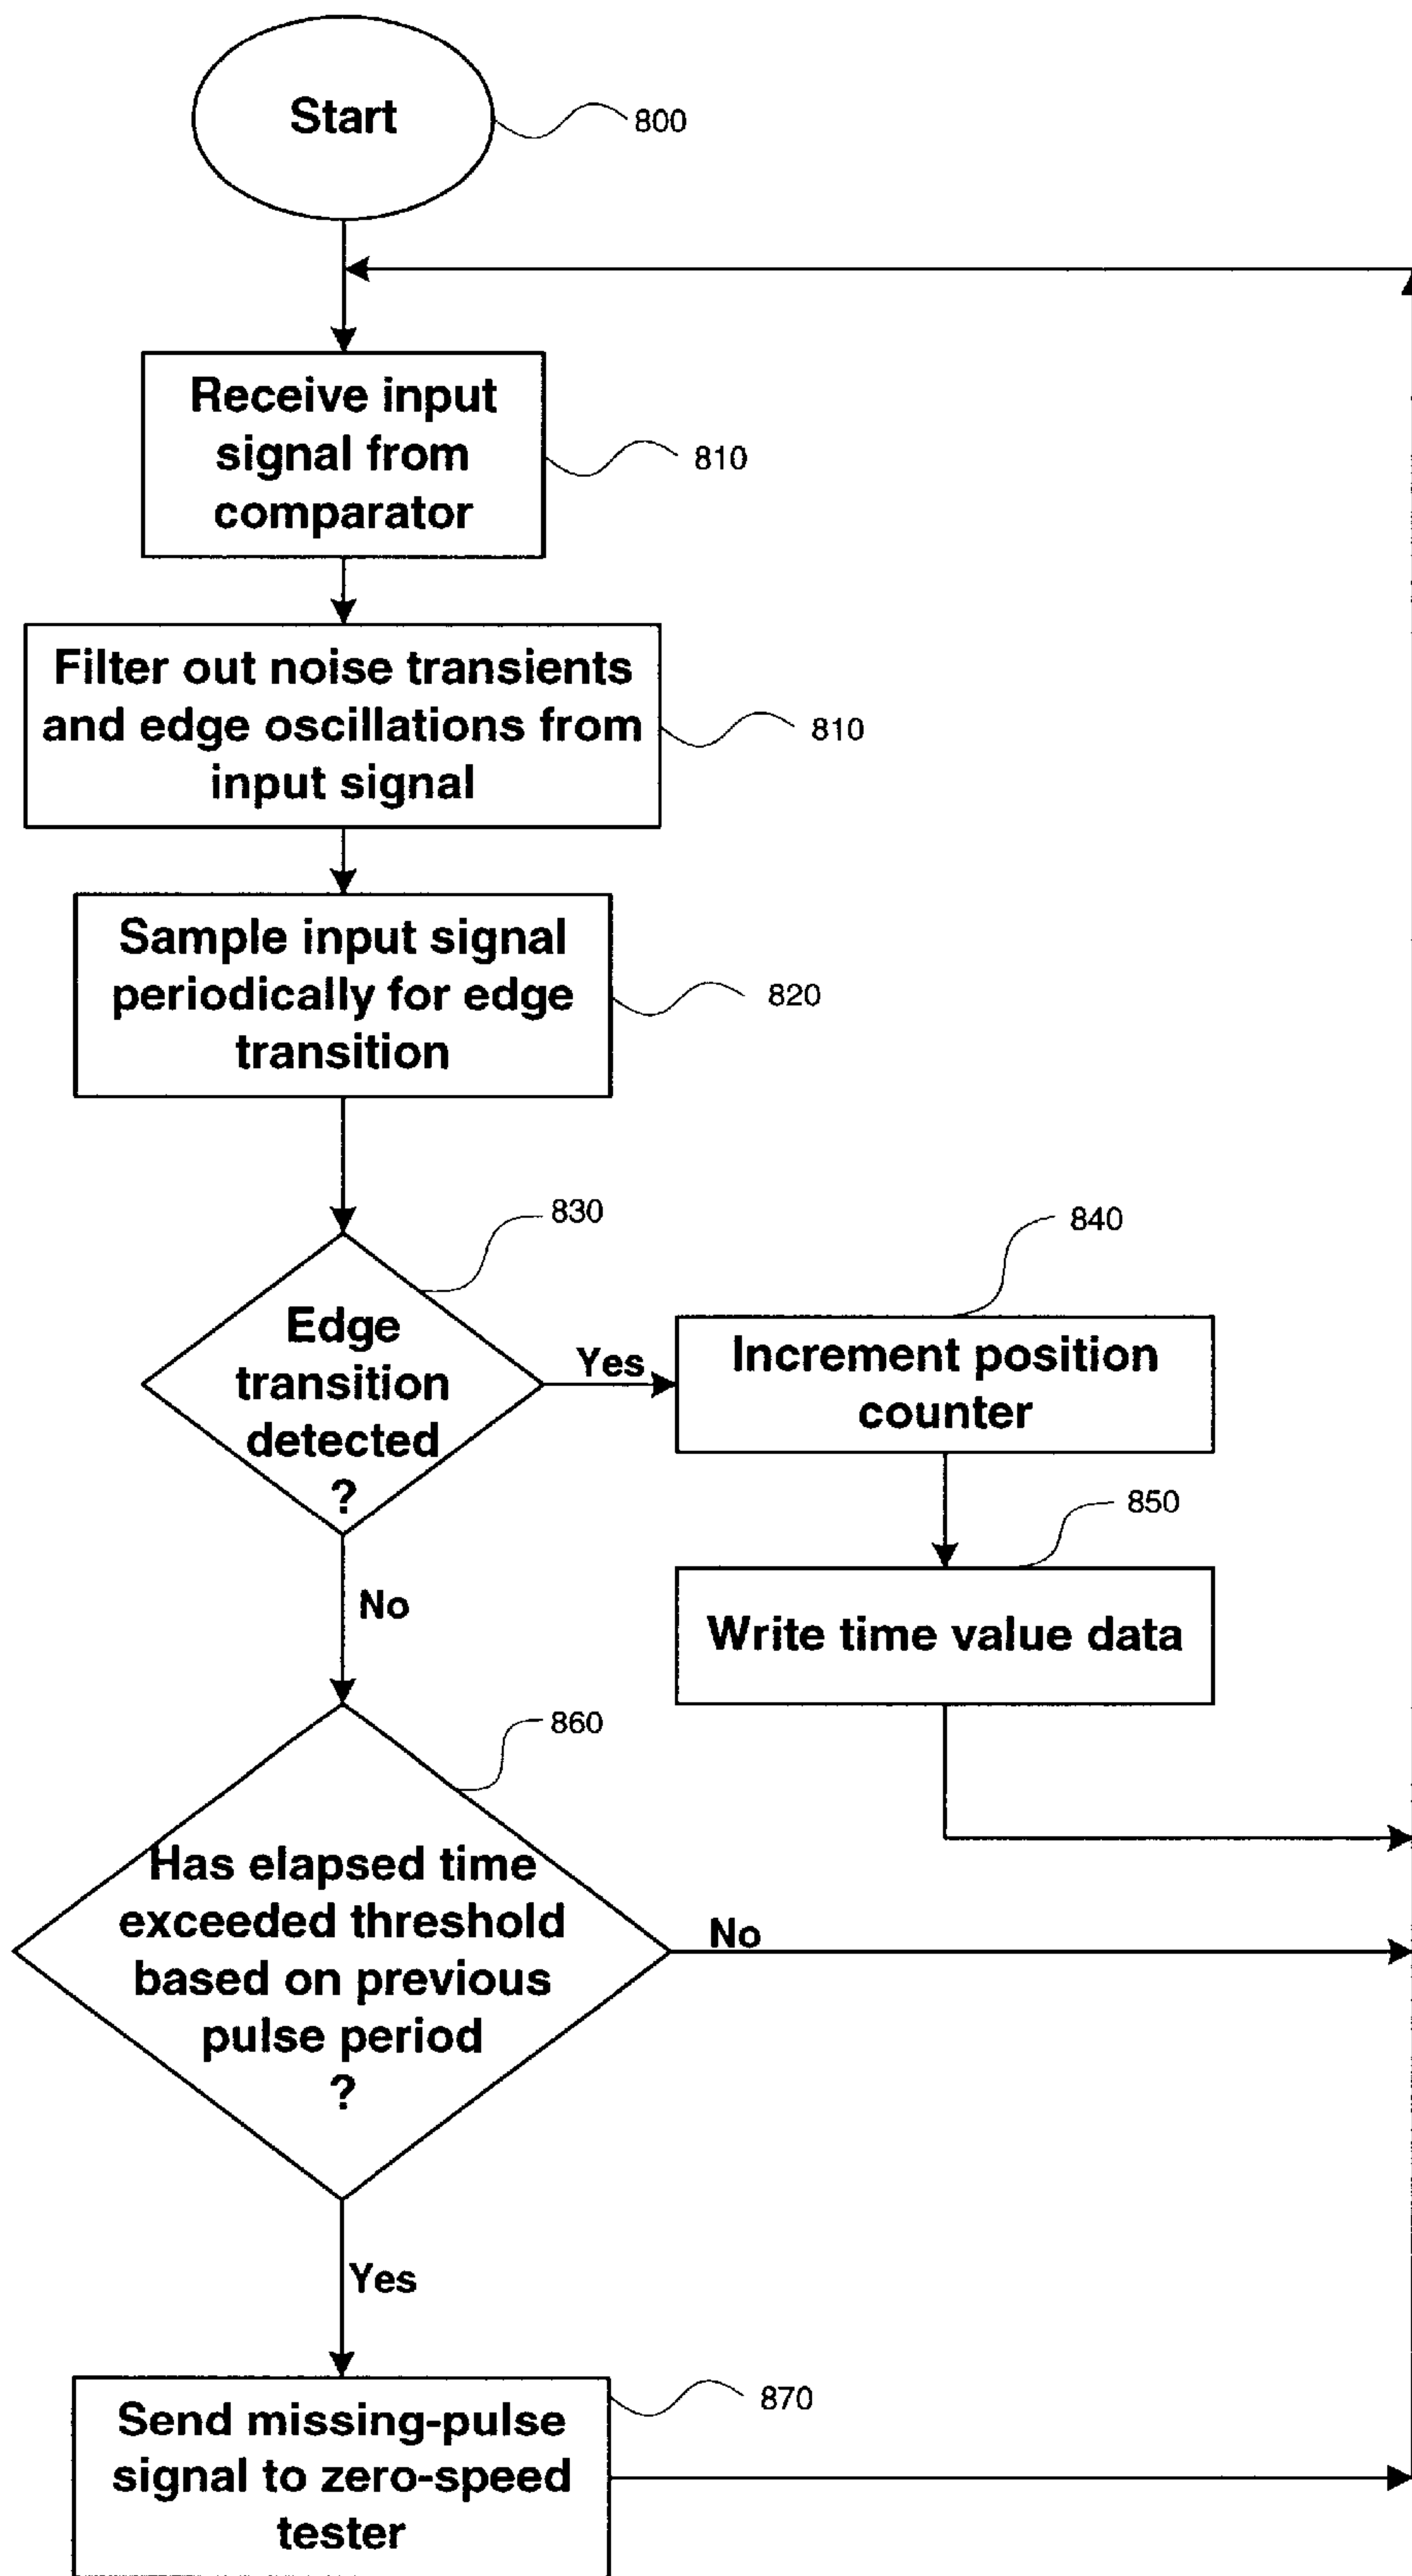 Start
800
Receive input
signal from
comparator
810
Filter out noise transients
and edge oscillations from
input signal
810
Sample input signal
periodically for edge
transition
820
830
Edge
transition
detected
?
Yes
840
Increment position
counter
850
Write time value data
No
860
Has elapsed time
exceeded threshold
based on previous
pulse period
?
No
Yes
Send missing-pulse
signal to zero-speed
tester
870